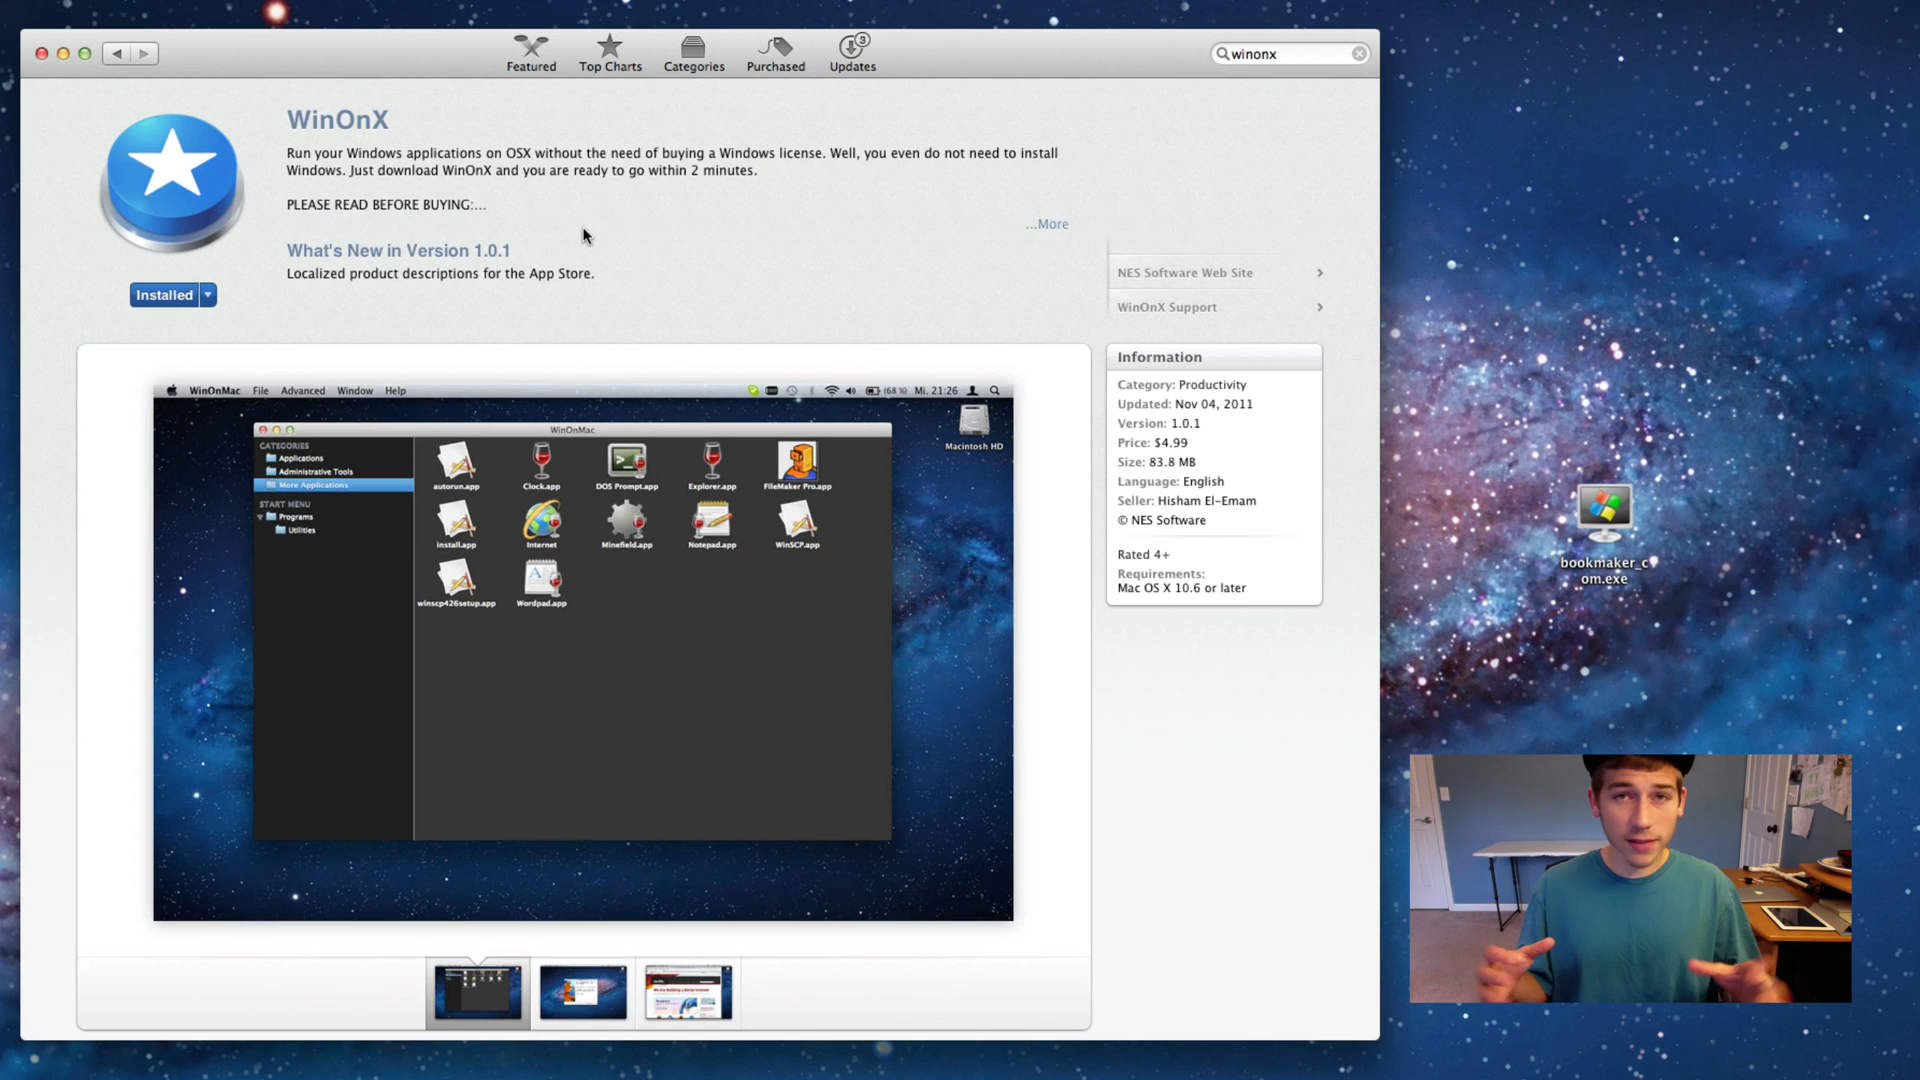 Featured
Top Charts
Categories
Purchased
3
Updates
winonx
WinOnX
Run your Windows applications on OSX without the need of buying a Windows license. Well, you even do not need to install
Windows. Just download WinOnX and you are ready to go within 2 minutes.
PLEASE READ BEFORE BUYING:...
...More
What's New in Version 1.0.1
Localized product descriptions for the App Store.
Installed
NES Software Web Site
WinOnX Support
Information
Category: Productivity
Updated: Nov 04, 2011
Version: 1.0.1
Price: $4.99
Size: 83.8 MB
Language: English
Seller: Hisham El-Emam
© NES Software
Rated 4+
Requirements:
Mac OS X 10.6 or later
WinOnMac File Advanced Window Help
(68 %) Mi. 21:26
Macintosh HD
WinOnMac
CATEGORIES
Applications
Administrative Tools
More Applications
START MENU
Programs
Utilities
autorun.app
Clock.app
DOS Prompt.app
Explorer.app
FileMaker Pro.app
install.app
Internet
Minefield.app
Notepad.app
WinSCP.app
winscp426setup.app
Wordpad.app
bookmaker_c
om.exe